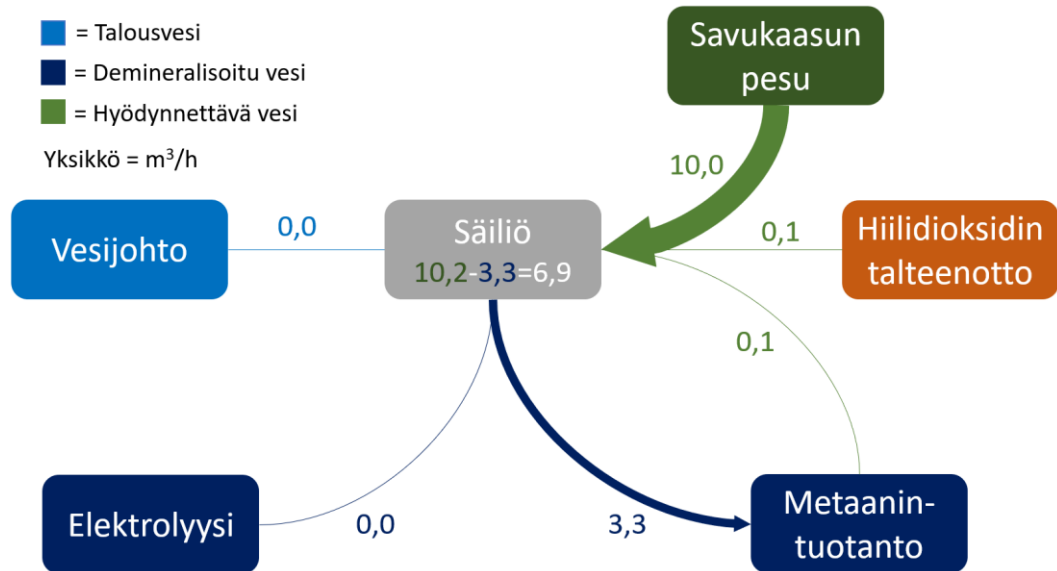 = Talousvesi
= Demineralisoitu vesi
= Hyödynnettävä vesi
Yksikkö = m³/h
Savukaasun
pesu
10,0
Vesijohto
0,0
Säiliö
10,2-3,3=6,9
0,1
Hiilidioksidin
talteenotto
0,1
Elektrolyysi
0,0
3,3
Metaanin-
tuotanto